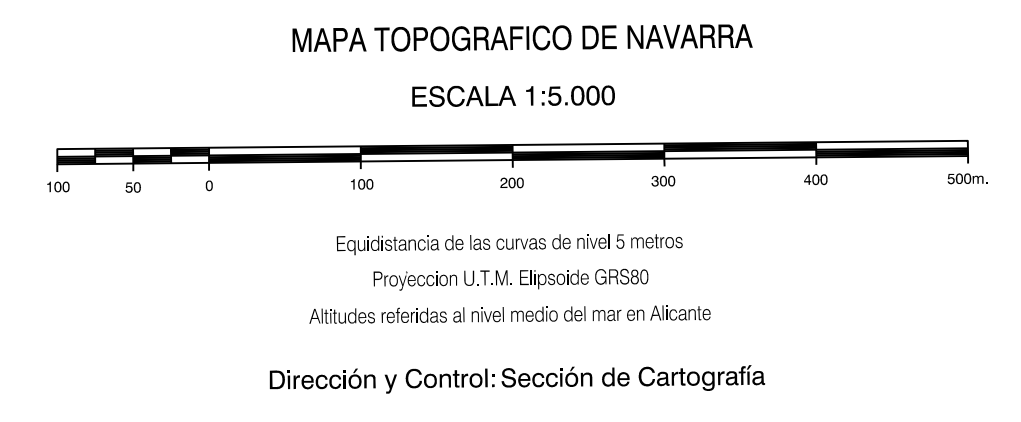 MAPA TOPOGRAFICO DE NAVARRA
ESCALA 1:5.000
100 50 0 100 200 300 400 500m.
Equidistancia de las curvas de nivel 5 metros
Proyeccion U.T.M. Elipsoide GRS80
Altitudes referidas al nivel medio del mar en Alicante
Dirección y Control: Sección de Cartografía